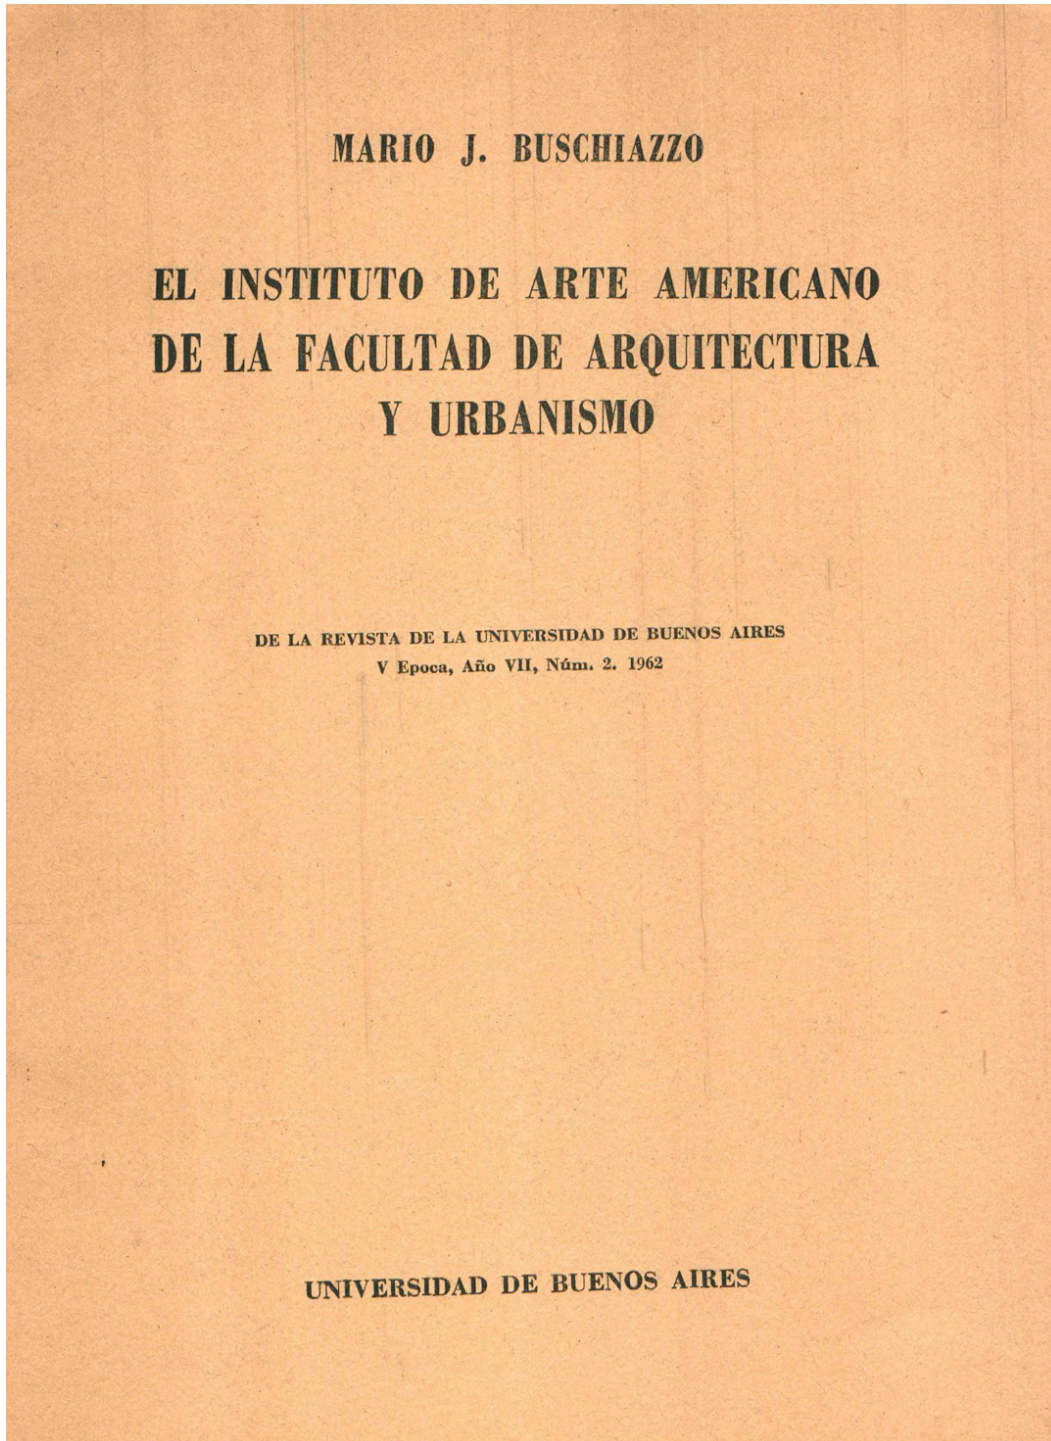 MARIO J. BUSCHIAZZO
EL INSTITUTO DE ARTE AMERICANO
DE LA FACULTAD DE ARQUITECTURA
Y URBANISMO
DE LA REVISTA DE LA UNIVERSIDAD DE BUENOS AIRES
V Epoca, Año VII, Núm. 2. 1962
UNIVERSIDAD DE BUENOS AIRES